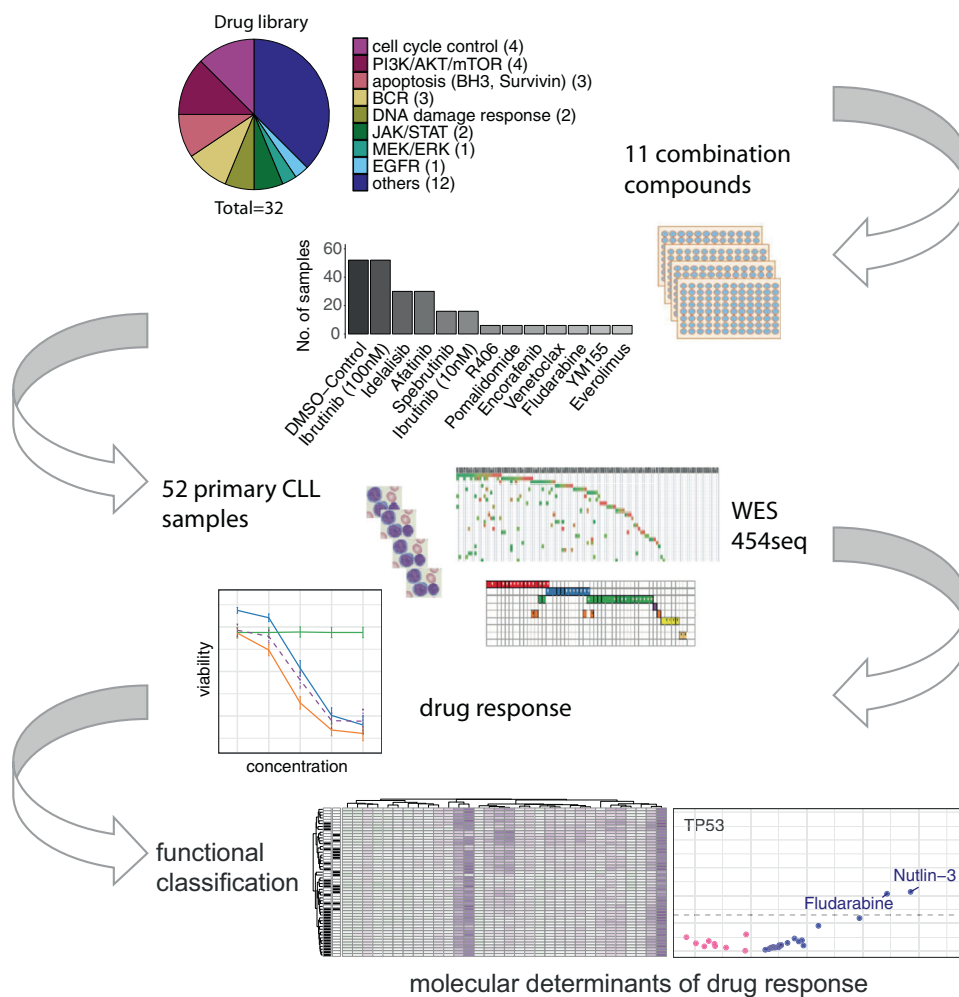 Drug library
cell cycle control (4)
PI3K/AKT/mTOR (4)
apoptosis (BH3, Survivin) (3)
BCR (3)
DNA damage response (2)
JAK/STAT (2)
MEK/ERK (1)
EGFR (1)
others (12)
Total=32
11 combination
compounds
No. of samples
60
40
20
0
DMSO−Control
Ibrutinib (100nM)
Idelalisib
Afatinib
Spebrutinib
Ibrutinib (10nM)
R406
Pomalidomide
Encorafenib
Venetoclax
Fludarabine
YM155
Everolimus
52 primary CLL
samples
WES
454seq
viability
concentration
drug response
functional
classification
TP53
Nutlin−3
Fludarabine
molecular determinants of drug response